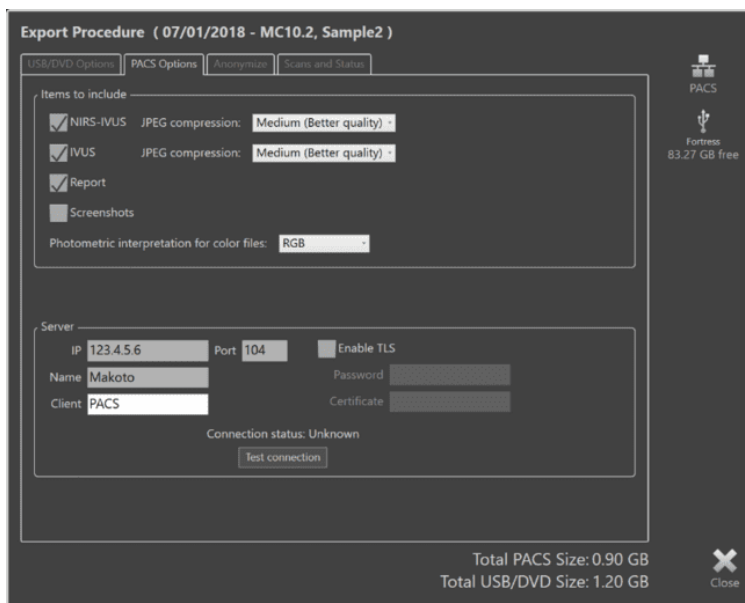 Export Procedure ( 07/01/2018 - MC10.2, Sample2 )
USB/DVD Options PACS Options Anonymize Scans and Status
PACS
Fortress
83.27 GB free
Items to include
NIRS-IVUS JPEG compression: Medium (Better quality)
IVUS JPEG compression: Medium (Better quality)
Report
Screenshots
Photometric interpretation for color files: RGB
Server
IP 123.4.5.6 Port 104 Enable TLS
Name Makoto Password
Client PACS Certificate
Connection status: Unknown
Test connection
Total PACS Size: 0.90 GB
Total USB/DVD Size: 1.20 GB
Close